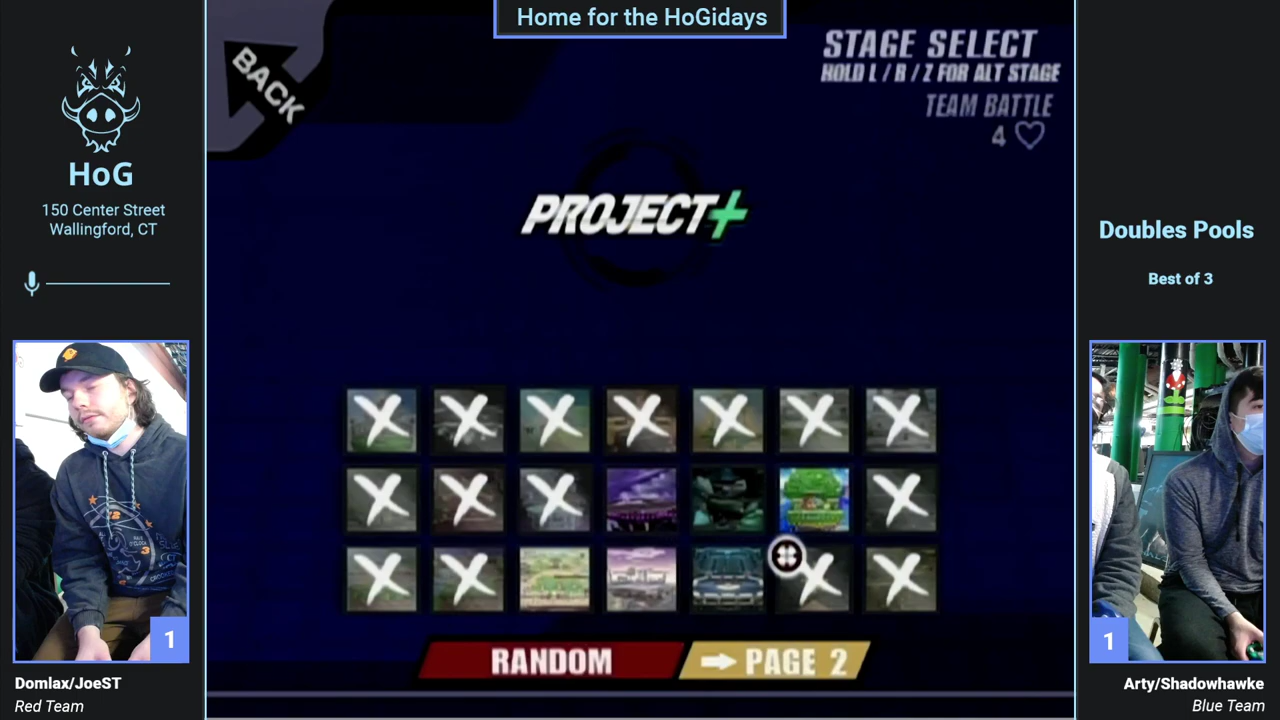 Home for the HoGidays
BACK
STAGE SELECT
HOLD L / R / Z FOR ALT STAGE
TEAM BATTLE
4
PROJECT+
HoG
150 Center Street
Wallingford, CT
Doubles Pools
Best of 3
RANDOM
PAGE 2
1
1
Domlax/JoeST
Red Team
Arty/Shadowhawke
Blue Team